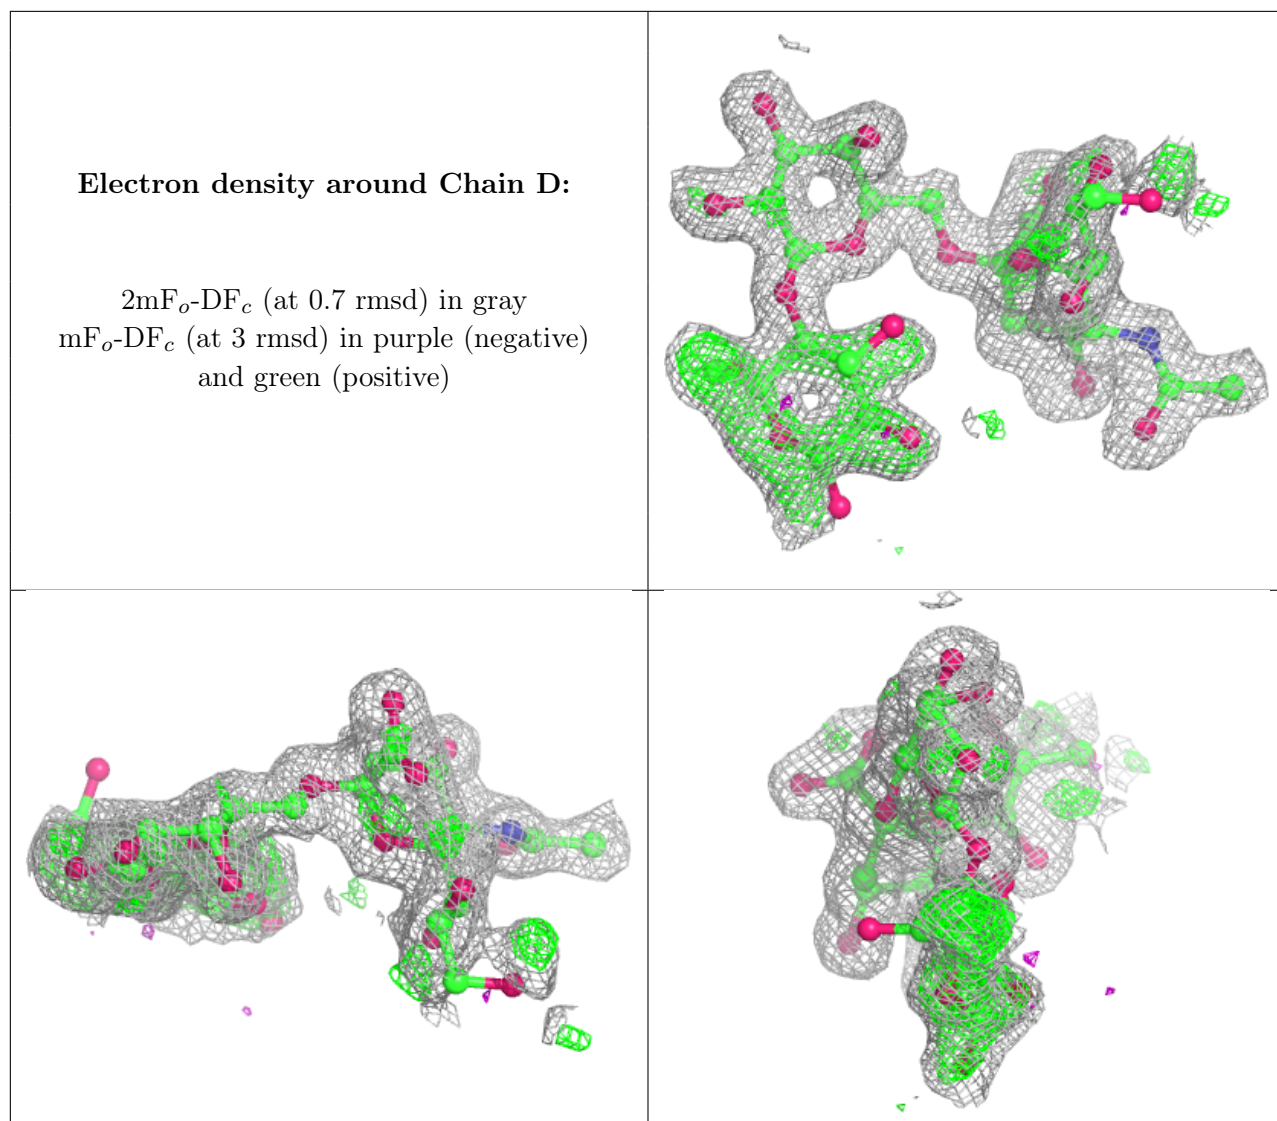 Electron density around Chain D:
2mFo-DFc (at 0.7 rmsd) in gray
mFo-DFc (at 3 rmsd) in purple (negative)
and green (positive)